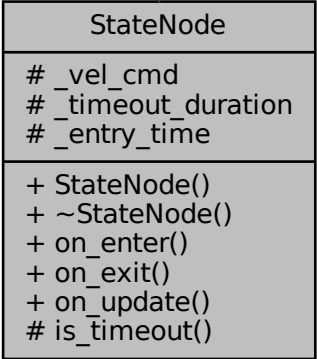 StateNode
# _vel_cmd
# _timeout_duration
# _entry_time
+ StateNode()
+ ~StateNode()
+ on_enter()
+ on_exit()
+ on_update()
# is_timeout()